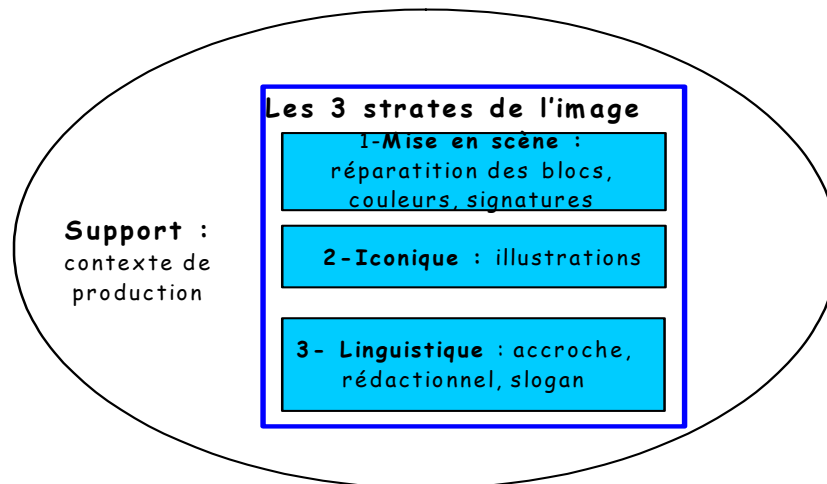 Les 3 strates de l'image
1-Mise en scène :
réparatition des blocs,
couleurs, signatures
Support :
contexte de
production
2-Iconique : illustrations
3- Linguistique : accroche,
rédactionnel, slogan